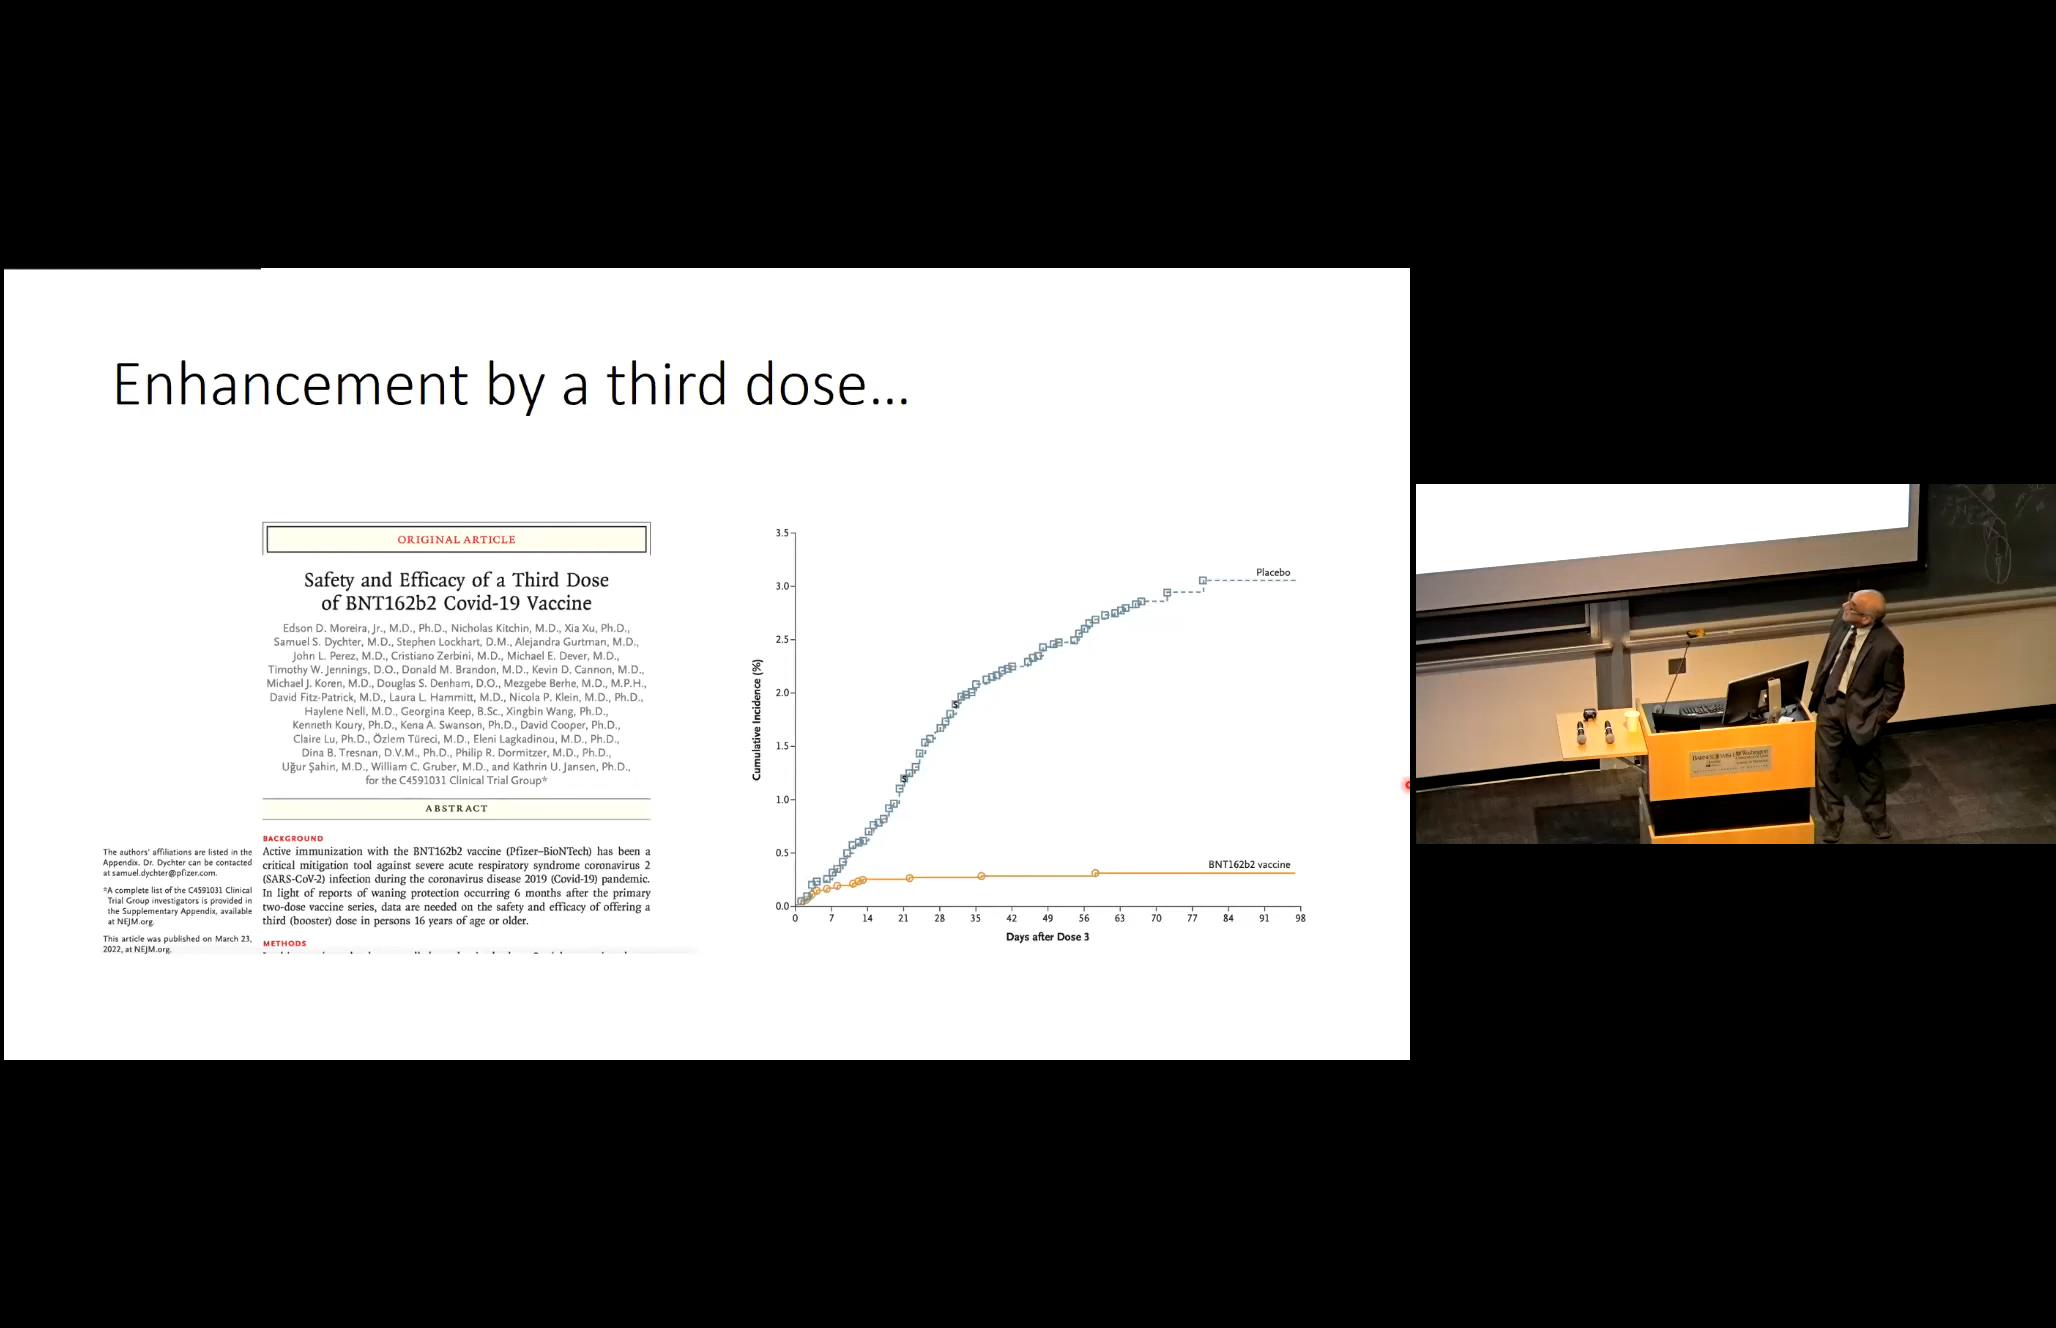 Enhancement by a third dose...
ORIGINAL ARTICLE
Safety and Efficacy of a Third Dose
of BNT162b2 Covid-19 Vaccine
Edson D. Moreira, Jr., M.D., Ph.D., Nicholas Kitchin, M.D., Xia Xu, Ph.D.,
Samuel S. Dychter, M.D., Stephen Lockhart, D.M., Alejandra Gurtman, M.D.,
John L. Perez, M.D., Cristiano Zerbini, M.D., Michael E. Dever, M.D.,
Timothy W. Jennings, D.O., Donald M. Brandon, M.D., Kevin D. Cannon, M.D.,
Michael J. Koren, M.D., Douglas S. Denham, D.O., Mezgebe Berhe, M.D., M.P.H.,
David Fitz-Patrick, M.D., Laura L. Hammitt, M.D., Nicola P. Klein, M.D., Ph.D.,
Haylene Nell, M.D., Georgina Keep, B.Sc., Xingbin Wang, Ph.D.,
Kenneth Koury, Ph.D., Kena A. Swanson, Ph.D., David Cooper, Ph.D.,
Claire Lu, Ph.D., Özlem Türeci, M.D., Eleni Lagkadinou, M.D., Ph.D.,
Dina B. Tresnan, D.V.M., Ph.D., Philip R. Dormitzer, M.D., Ph.D.,
Uğur Şahin, M.D., William C. Gruber, M.D., and Kathrin U. Jansen, Ph.D.,
for the C4591031 Clinical Trial Group*
ABSTRACT
The authors' affiliations are listed in the
Appendix. Dr. Dychter can be contacted
at samuel.dychter@pfizer.com.
*A complete list of the C4591031 Clinical
Trial Group investigators is provided in
the Supplementary Appendix, available
at NEJM.org.
This article was published on March 23,
2022, at NEJM.org.
BACKGROUND
Active immunization with the BNT162b2 vaccine (Pfizer–BioNTech) has been a
critical mitigation tool against severe acute respiratory syndrome coronavirus 2
(SARS-CoV-2) infection during the coronavirus disease 2019 (Covid-19) pandemic.
In light of reports of waning protection occurring 6 months after the primary
two-dose vaccine series, data are needed on the safety and efficacy of offering a
third (booster) dose in persons 16 years of age or older.
METHODS
Cumulative Incidence (%)
3.5
3.0
2.5
2.0
1.5
1.0
0.5
0.0
Placebo
S
S
BNT162b2 vaccine
0 7 14 21 28 35 42 49 56 63 70 77 84 91 98
Days after Dose 3
BARNES JEWISH Washington